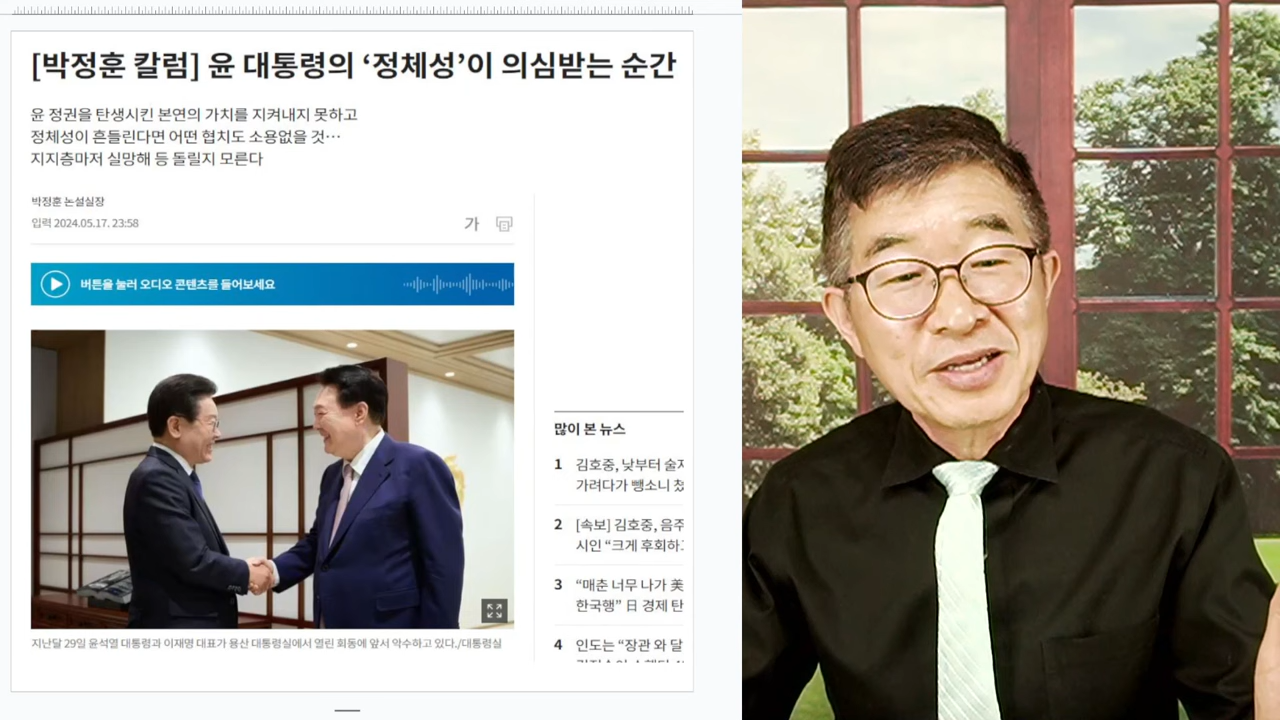 [박정훈 칼럼] 윤 대통령의 ‘정체성’이 의심받는 순간
윤 정권을 탄생시킨 본연의 가치를 지켜내지 못하고
정체성이 흔들린다면 어떤 협치도 소용없을 것…
지지층마저 실망해 등 돌릴지 모른다
박정훈 논설실장
입력 2024.05.17. 23:58
가
버튼을 눌러 오디오 콘텐츠를 들어보세요
지난달 29일 윤석열 대통령과 이재명 대표가 용산 대통령실에서 열린 회동에 앞서 악수하고 있다./대통령실
많이 본 뉴스
1 김호중, 낮부터 술자
가려다가 뺑소니 쳤
2 [속보] 김호중, 음주
시인 “크게 후회하고
3 “매춘 너무 나가 美
한국행” 日 경제 탄
4 인도는 “장관 와 달